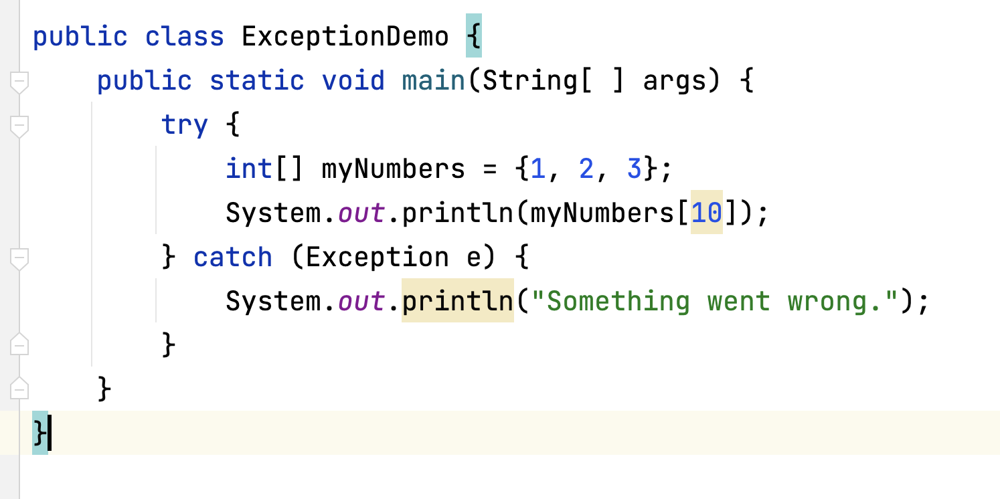 public class ExceptionDemo {
    public static void main(String[ ] args) {
        try {
            int[] myNumbers = {1, 2, 3};
            System.out.println(myNumbers[10]);
        } catch (Exception e) {
            System.out.println("Something went wrong.");
        }
    }
}